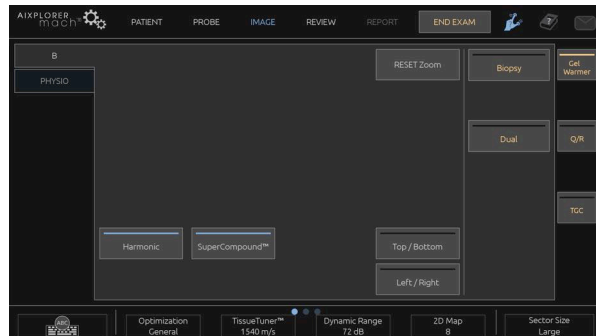 AIXPLORER
mach
PATIENT PROBE IMAGE REVIEW REPORT END EXAM
B
PHYSIO
RESET Zoom
Biopsy
Gel
Warmer
Dual
Q/R
TGC
Harmonic
SuperCompound™
Top / Bottom
Left / Right
ABC
Optimization
General
TissueTuner™
1540 m/s
Dynamic Range
72 dB
2D Map
8
Sector Size
Large